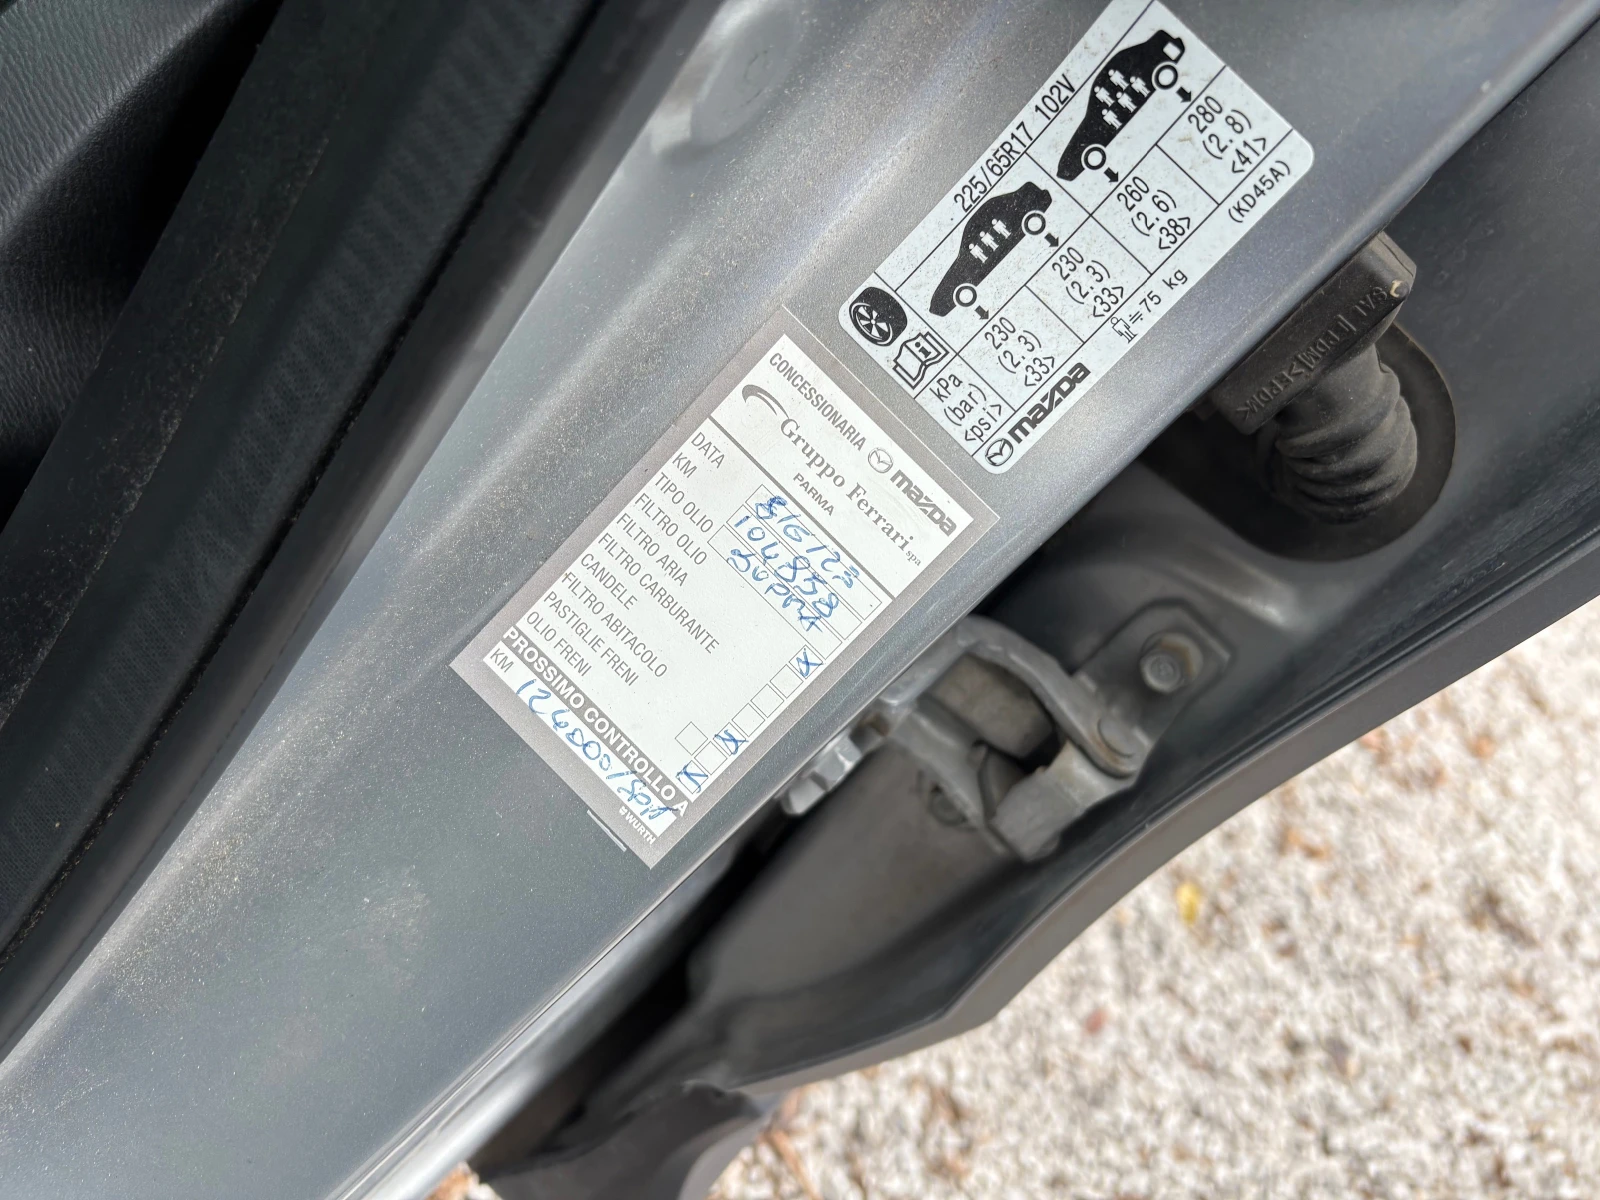 225/65R17 102V
kPa 230 230 260 280
(bar) (2.3) (2.3) (2.6) (2.8)
<psi> <33> <33> <38> <41>
mazda 75 kg (KD45A)
CONCESSIONARIA mazda
Gruppo Ferrari spa
PARMA
DATA
KM
TIPO OLIO
FILTRO OLIO X
FILTRO ARIA
FILTRO CARBURANTE
CANDELE
FILTRO ABITACOLO X
PASTIGLIE FRENI
OLIO FRENI X
PROSSIMO CONTROLLO A
KM
WÜRTH